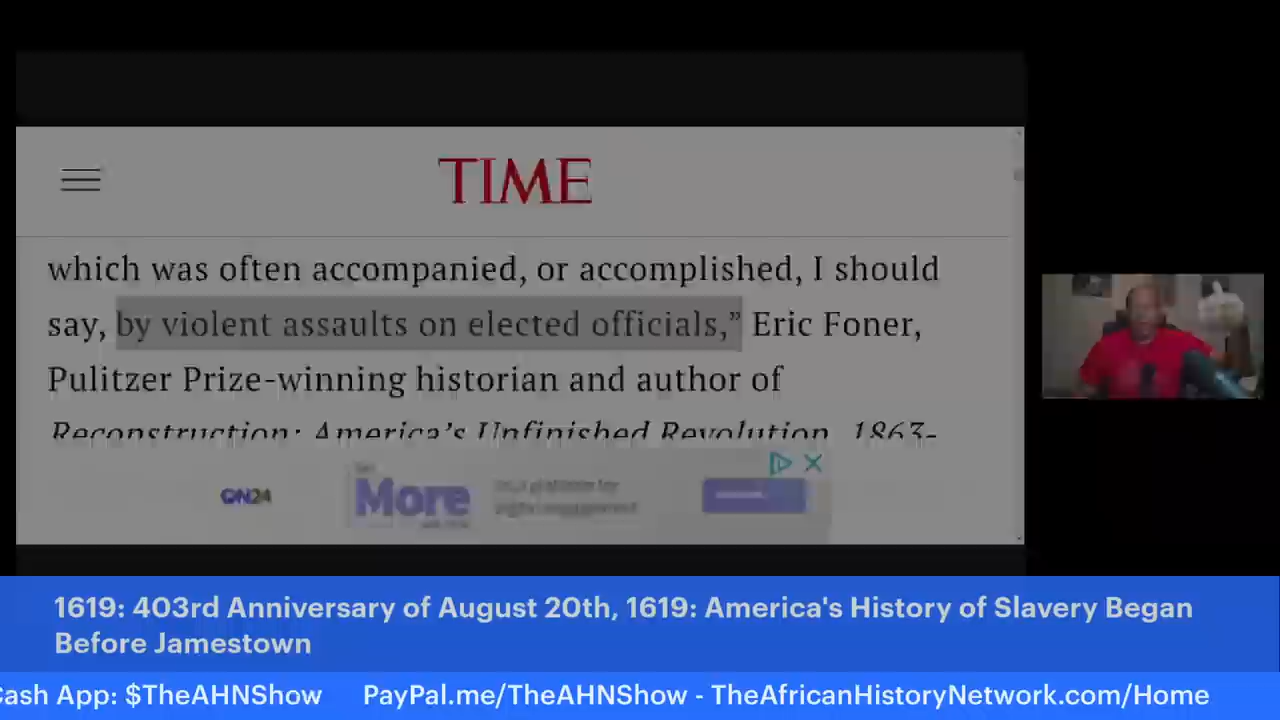 TIME
which was often accompanied, or accomplished, I should
say, by violent assaults on elected officials,” Eric Foner,
Pulitzer Prize-winning historian and author of
Reconstruction: America’s Unfinished Revolution, 1863-
ON24
More
1619: 403rd Anniversary of August 20th, 1619: America's History of Slavery Began
Before Jamestown
Cash App: $TheAHNShow PayPal.me/TheAHNShow - TheAfricanHistoryNetwork.com/Home